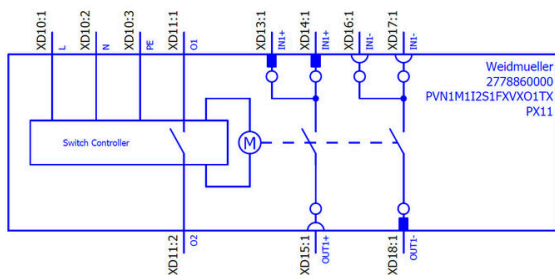 XD10:1
L
XD10:2
N
XD10:3
PE
XD11:1
O1
XD13:1
IN1+
XD14:1
IN1+
XD16:1
IN1-
XD17:1
IN1-
Weidmueller
2778860000
PVN1M1I2S1FXVXO1TX
PX11
Switch Controller
M
XD11:2
O2
XD15:1
OUT1+
XD18:1
OUT1-